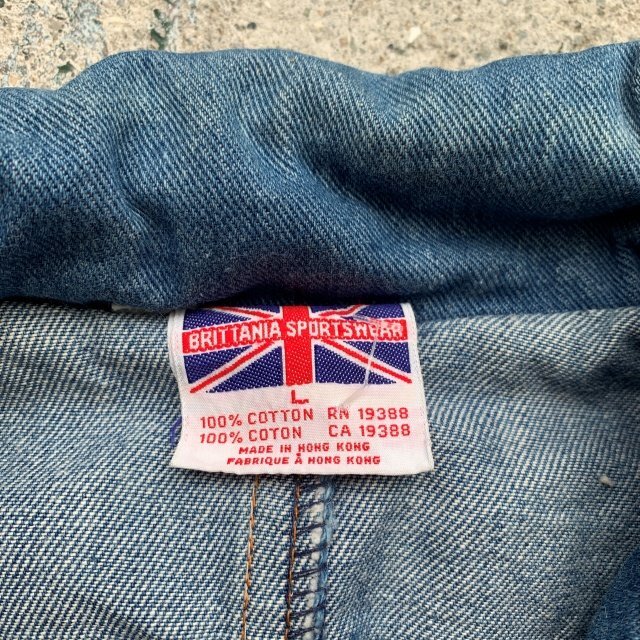 BRITTANIA SPORTSWEAR
L
100% COTTON RN 19388
100% COTON CA 19388
MADE IN HONG KONG
FABRIQUE À HONG KONG